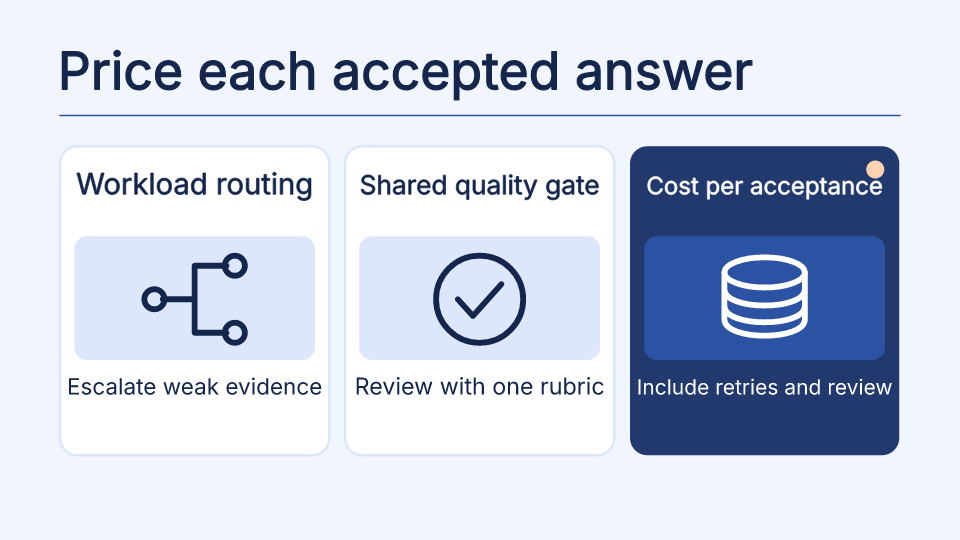 Price each accepted answer
Workload routing
Shared quality gate
Cost per acceptance
Escalate weak evidence
Review with one rubric
Include retries and review